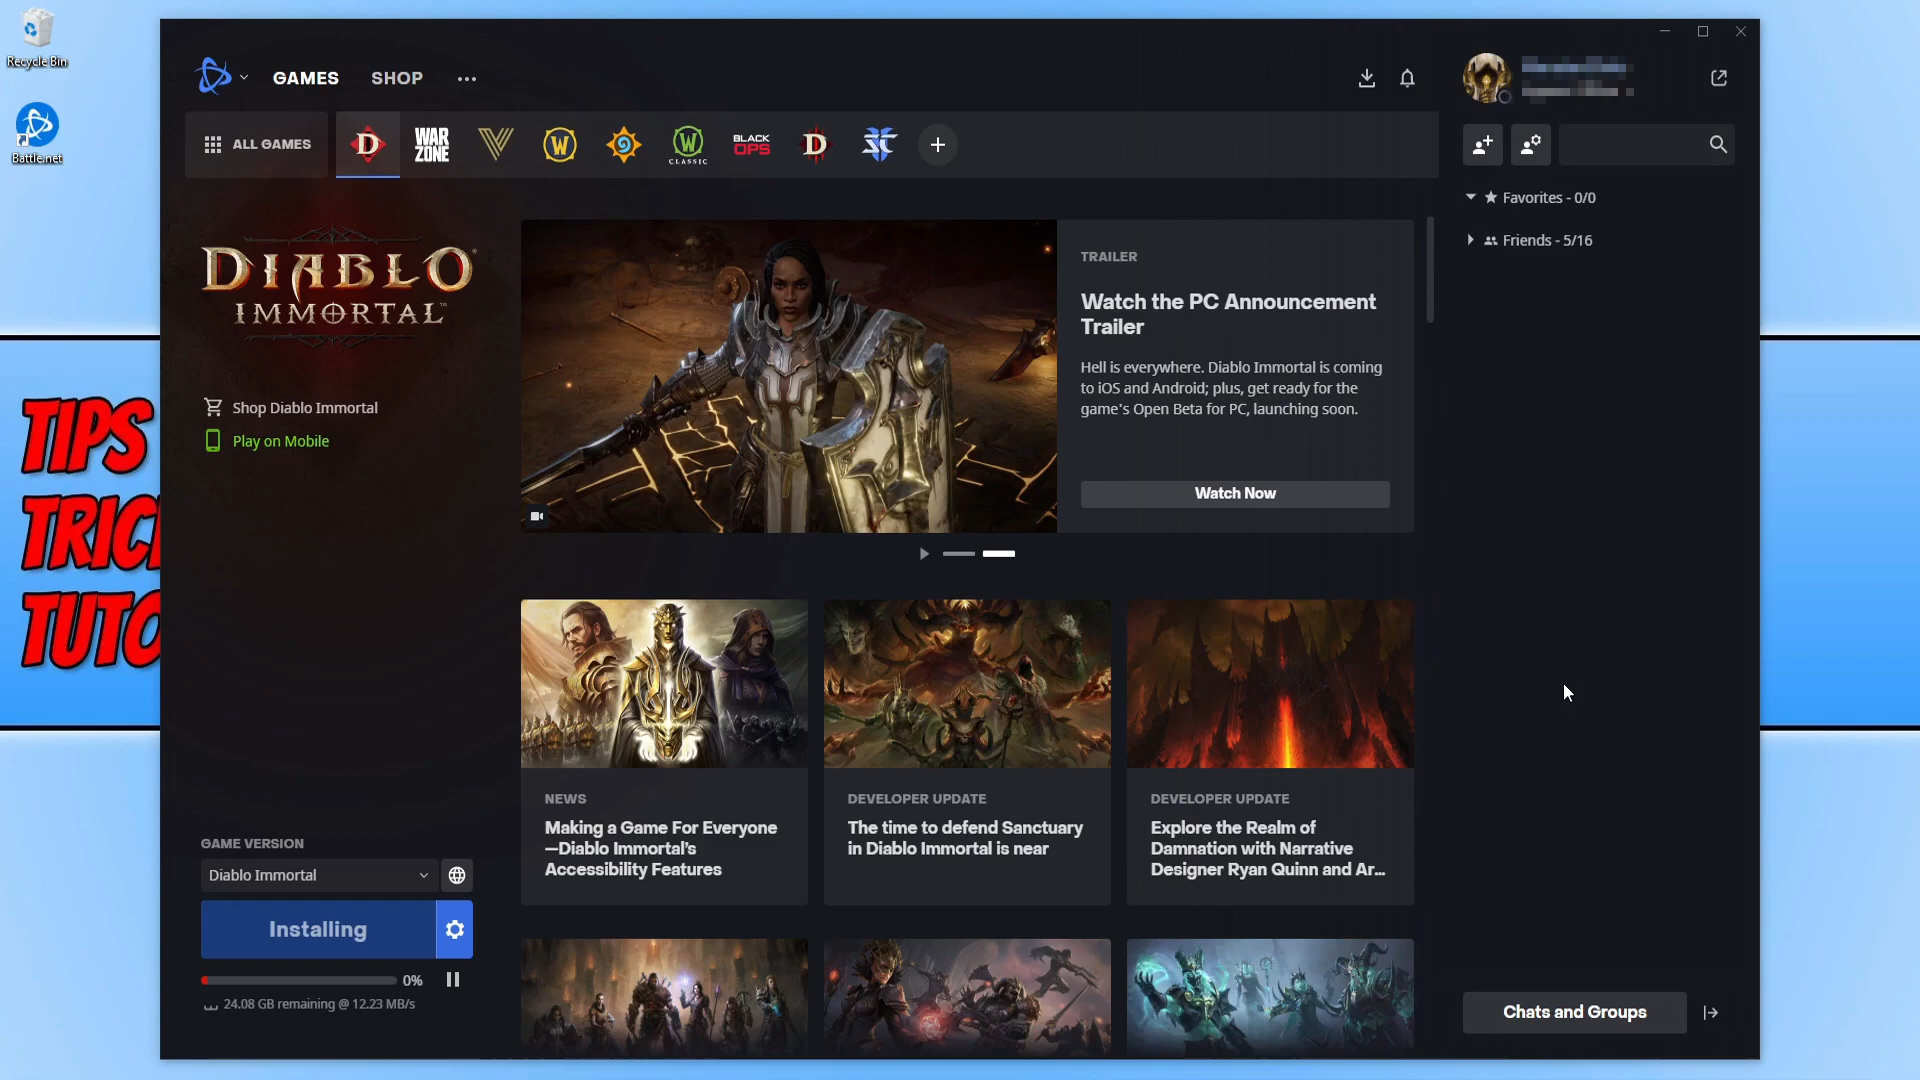 Recycle Bin
Battle.net
TIPS
TRIC
TUTO
GAMES
SHOP
ALL GAMES
D
WAR
ZONE
W
W
CLASSIC
BLACK
OPS
D
DIABLO
IMMORTAL™
Shop Diablo Immortal
Play on Mobile
TRAILER
Watch the PC Announcement
Trailer
Hell is everywhere. Diablo Immortal is coming
to iOS and Android; plus, get ready for the
game's Open Beta for PC, launching soon.
Watch Now
NEWS
Making a Game For Everyone
—Diablo Immortal's
Accessibility Features
DEVELOPER UPDATE
The time to defend Sanctuary
in Diablo Immortal is near
DEVELOPER UPDATE
Explore the Realm of
Damnation with Narrative
Designer Ryan Quinn and Ar...
GAME VERSION
Diablo Immortal
Installing
0%
24.08 GB remaining @ 12.23 MB/s
Favorites - 0/0
Friends - 5/16
Chats and Groups